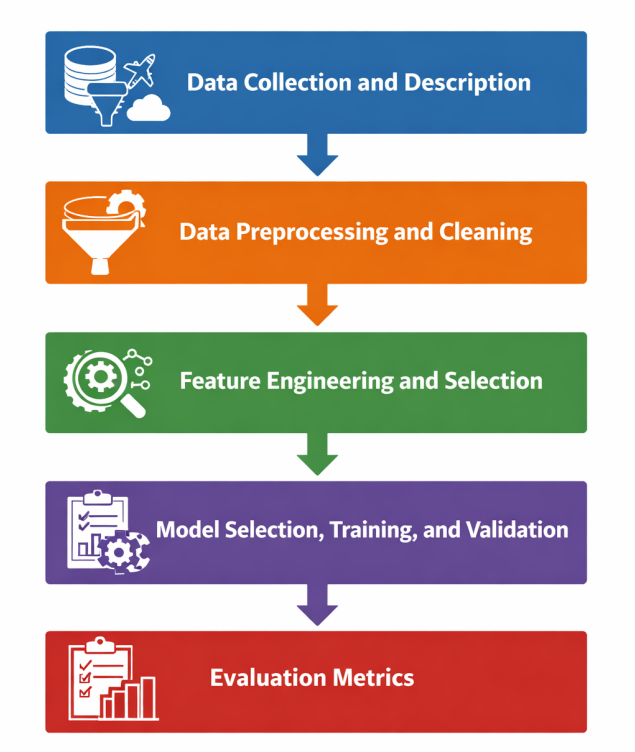 Data Collection and Description
Data Preprocessing and Cleaning
Feature Engineering and Selection
Model Selection, Training, and Validation
Evaluation Metrics